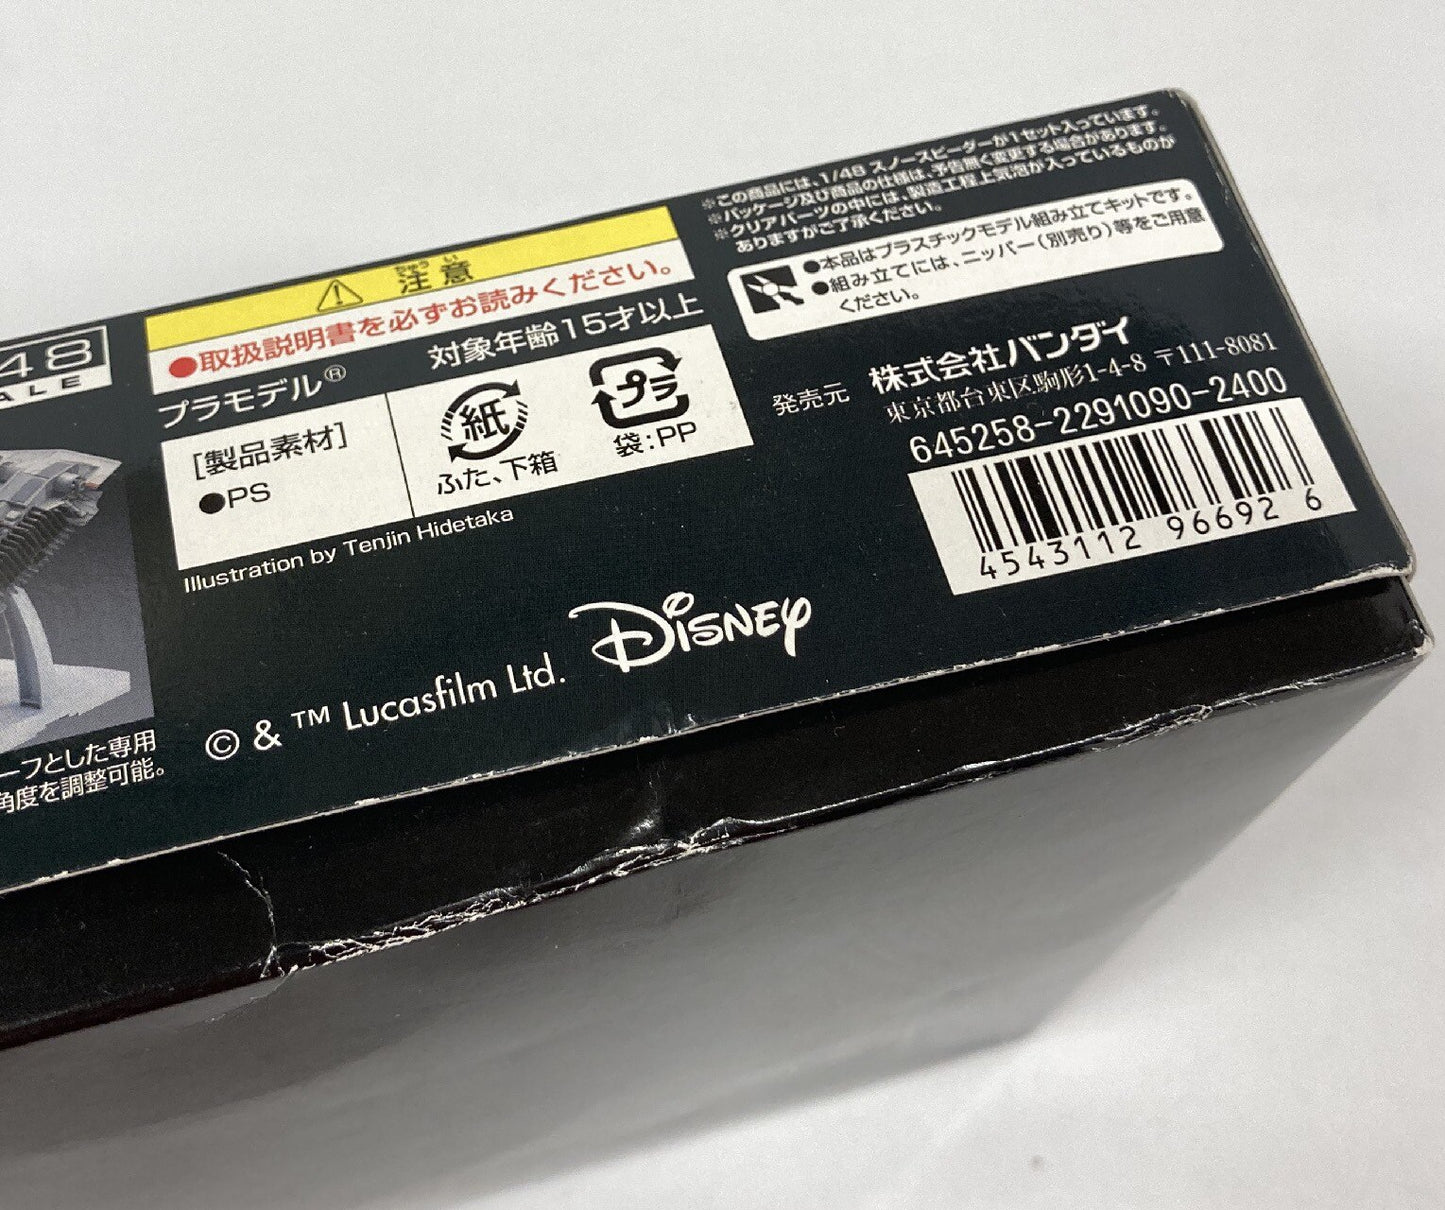 48
ALE
ーフとした専用
角度を調整可能。
注意
ちゅうい
●取扱説明書を必ずお読みください。
プラモデル®
対象年齢15才以上
[製品素材]
●PS
紙
ふた、下箱
プラ
袋:PP
Illustration by Tenjin Hidetaka
© & ™ Lucasfilm Ltd.
Disney
※この商品には、1/48 スノースピーダーが1セット入っています。
※パッケージ及び商品の仕様は、予告無く変更する場合があります。
※クリアパーツの中には、製造工程上気泡が入っているものが
ありますがご了承ください。
●本品はプラスチックモデル組み立てキットです。
●組み立てには、ニッパー(別売り)等をご用意
ください。
発売元
株式会社バンダイ
東京都台東区駒形1-4-8 〒111-8081
645258-2291090-2400
4543112 966926